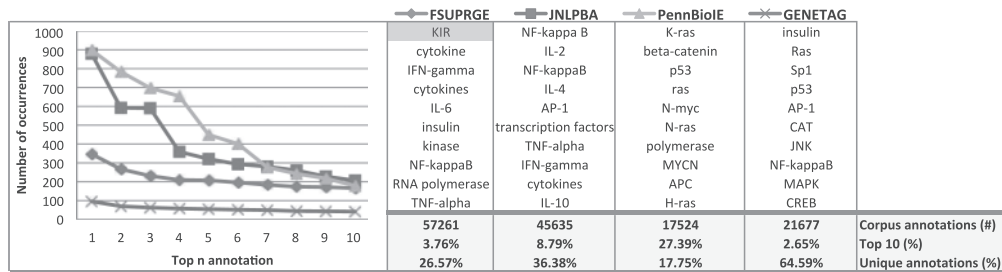 FSUPRGE JNLPBA PennBioIE GENETAG
KIR NF-kappa B K-ras insulin
cytokine IL-2 beta-catenin Ras
IFN-gamma NF-kappaB p53 Sp1
cytokines IL-4 ras p53
IL-6 AP-1 N-myc AP-1
insulin transcription factors N-ras CAT
kinase TNF-alpha polymerase JNK
NF-kappaB IFN-gamma MYCN NF-kappaB
RNA polymerase cytokines APC MAPK
TNF-alpha IL-10 H-ras CREB
57261 45635 17524 21677 Corpus annotations (#)
3.76% 8.79% 27.39% 2.65% Top 10 (%)
26.57% 36.38% 17.75% 64.59% Unique annotations (%)
Number of occurrences
1000
900
800
700
600
500
400
300
200
100
0
1 2 3 4 5 6 7 8 9 10
Top n annotation